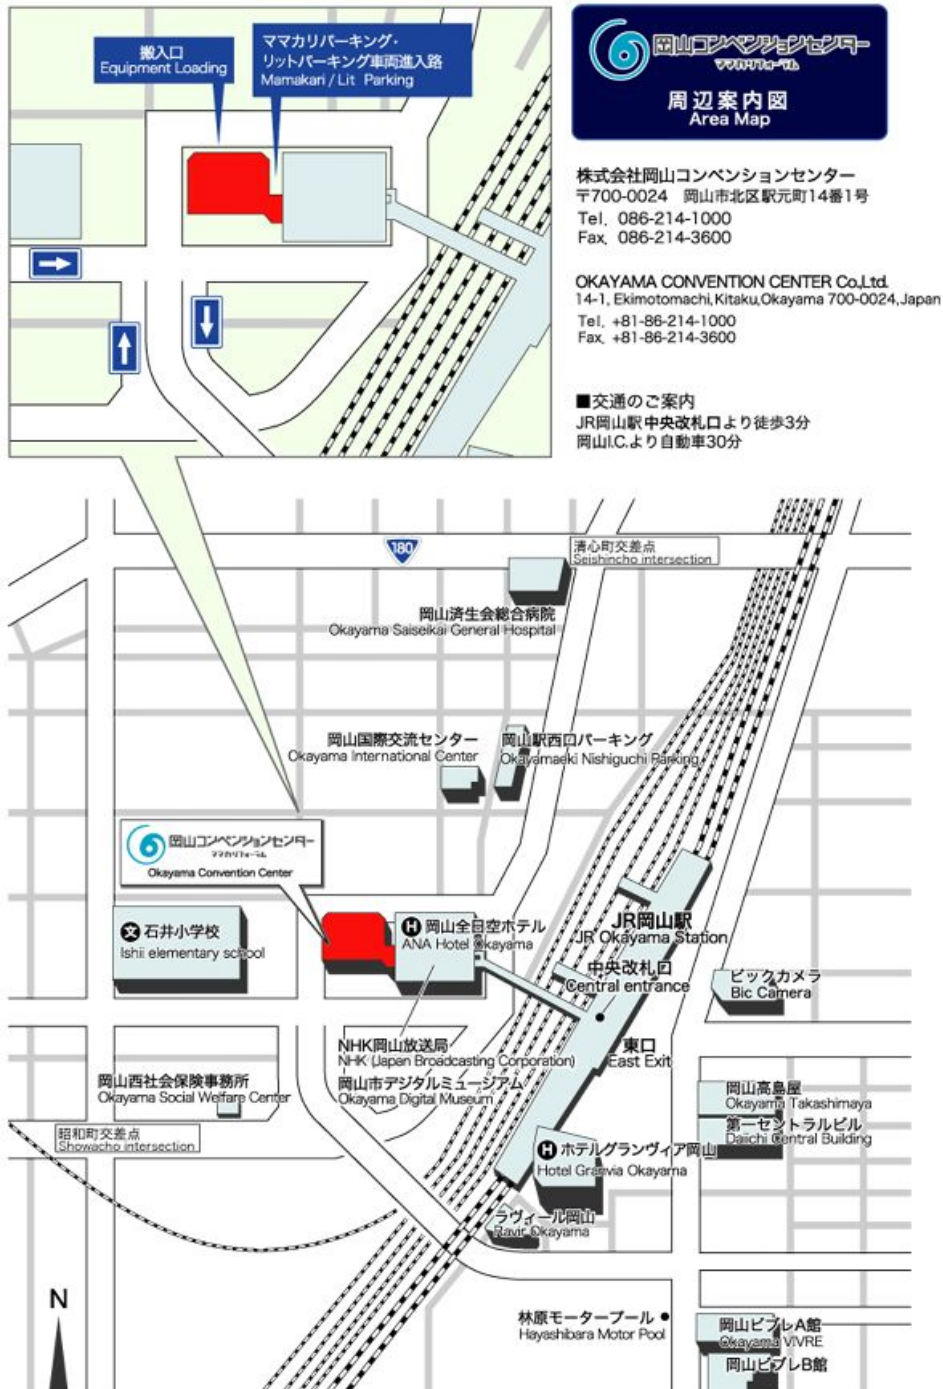 搬入口
Equipment Loading
ママカリパーキング・
リットパーキング車両進入路
Mamakari / Lit Parking
岡山コンベンションセンター
ママカリフォーラム
周辺案内図
Area Map
株式会社岡山コンベンションセンター
〒700-0024 岡山市北区駅元町14番1号
Tel. 086-214-1000
Fax. 086-214-3600
OKAYAMA CONVENTION CENTER Co,Ltd.
14-1, Ekimotomachi, Kitaku, Okayama 700-0024, Japan
Tel. +81-86-214-1000
Fax. +81-86-214-3600
■交通のご案内
JR岡山駅中央改札口より徒歩3分
岡山I.C.より自動車30分
180
清心町交差点
Seishincho intersection
岡山済生会総合病院
Okayama Saiseikai General Hospital
岡山国際交流センター
Okayama International Center
岡山駅西口パーキング
Okayamaeki Nishiguchi Parking
岡山コンベンションセンター
ママカリフォーラム
Okayama Convention Center
文 石井小学校
Ishii elementary school
H 岡山全日空ホテル
ANA Hotel Okayama
JR岡山駅
JR Okayama Station
中央改札口
Central entrance
ビックカメラ
Bic Camera
NHK岡山放送局
NHK (Japan Broadcasting Corporation)
岡山市デジタルミュージアム
Okayama Digital Museum
東口
East Exit
岡山西社会保険事務所
Okayama Social Welfare Center
岡山高島屋
Okayama Takashimaya
第一セントラルビル
Daiichi Central Building
昭和町交差点
Showacho intersection
H ホテルグランヴィア岡山
Hotel Granvia Okayama
ラヴィール岡山
Ravir Okayama
N
林原モータープール
Hayashibara Motor Pool
岡山ビブレA館
Okayama VIVRE
岡山ビブレB館